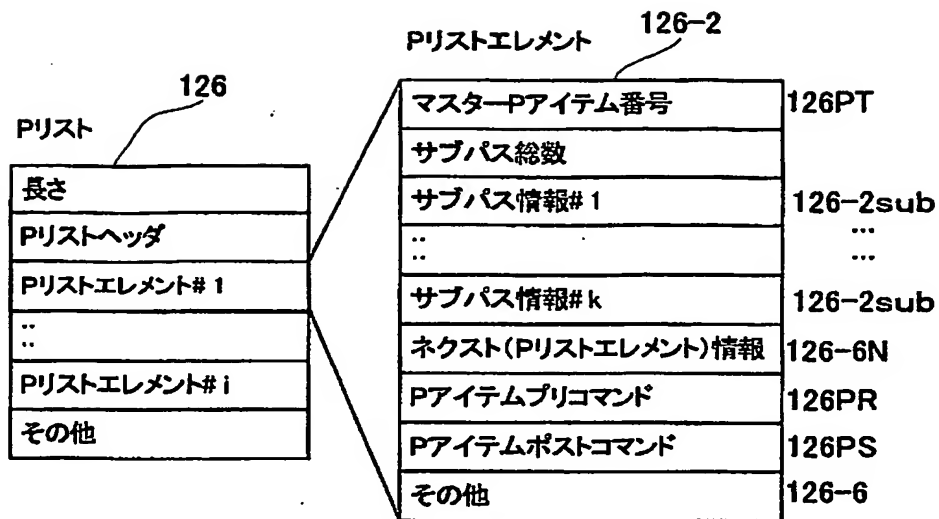 126
Pリスト
長さ
Pリストヘッダ
Pリストエレメント#1
::
Pリストエレメント#i
その他
126-2
Pリストエレメント
マスターPアイテム番号 126PT
サブパス総数
サブパス情報#1 126-2sub
:: ...
...
サブパス情報#k 126-2sub
ネクスト(Pリストエレメント)情報 126-6N
Pアイテムプリコマンド 126PR
Pアイテムポストコマンド 126PS
その他 126-6